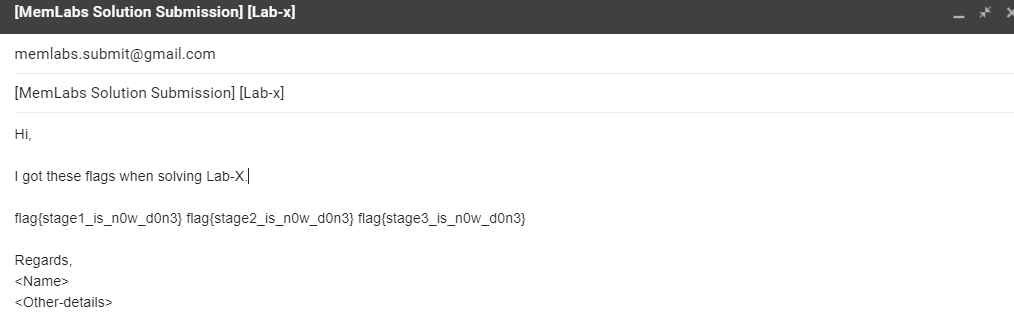 [MemLabs Solution Submission] [Lab-x]
memlabs.submit@gmail.com
[MemLabs Solution Submission] [Lab-x]
Hi,
I got these flags when solving Lab-X.
flag{stage1_is_n0w_d0n3} flag{stage2_is_n0w_d0n3} flag{stage3_is_n0w_d0n3}
Regards,
<Name>
<Other-details>